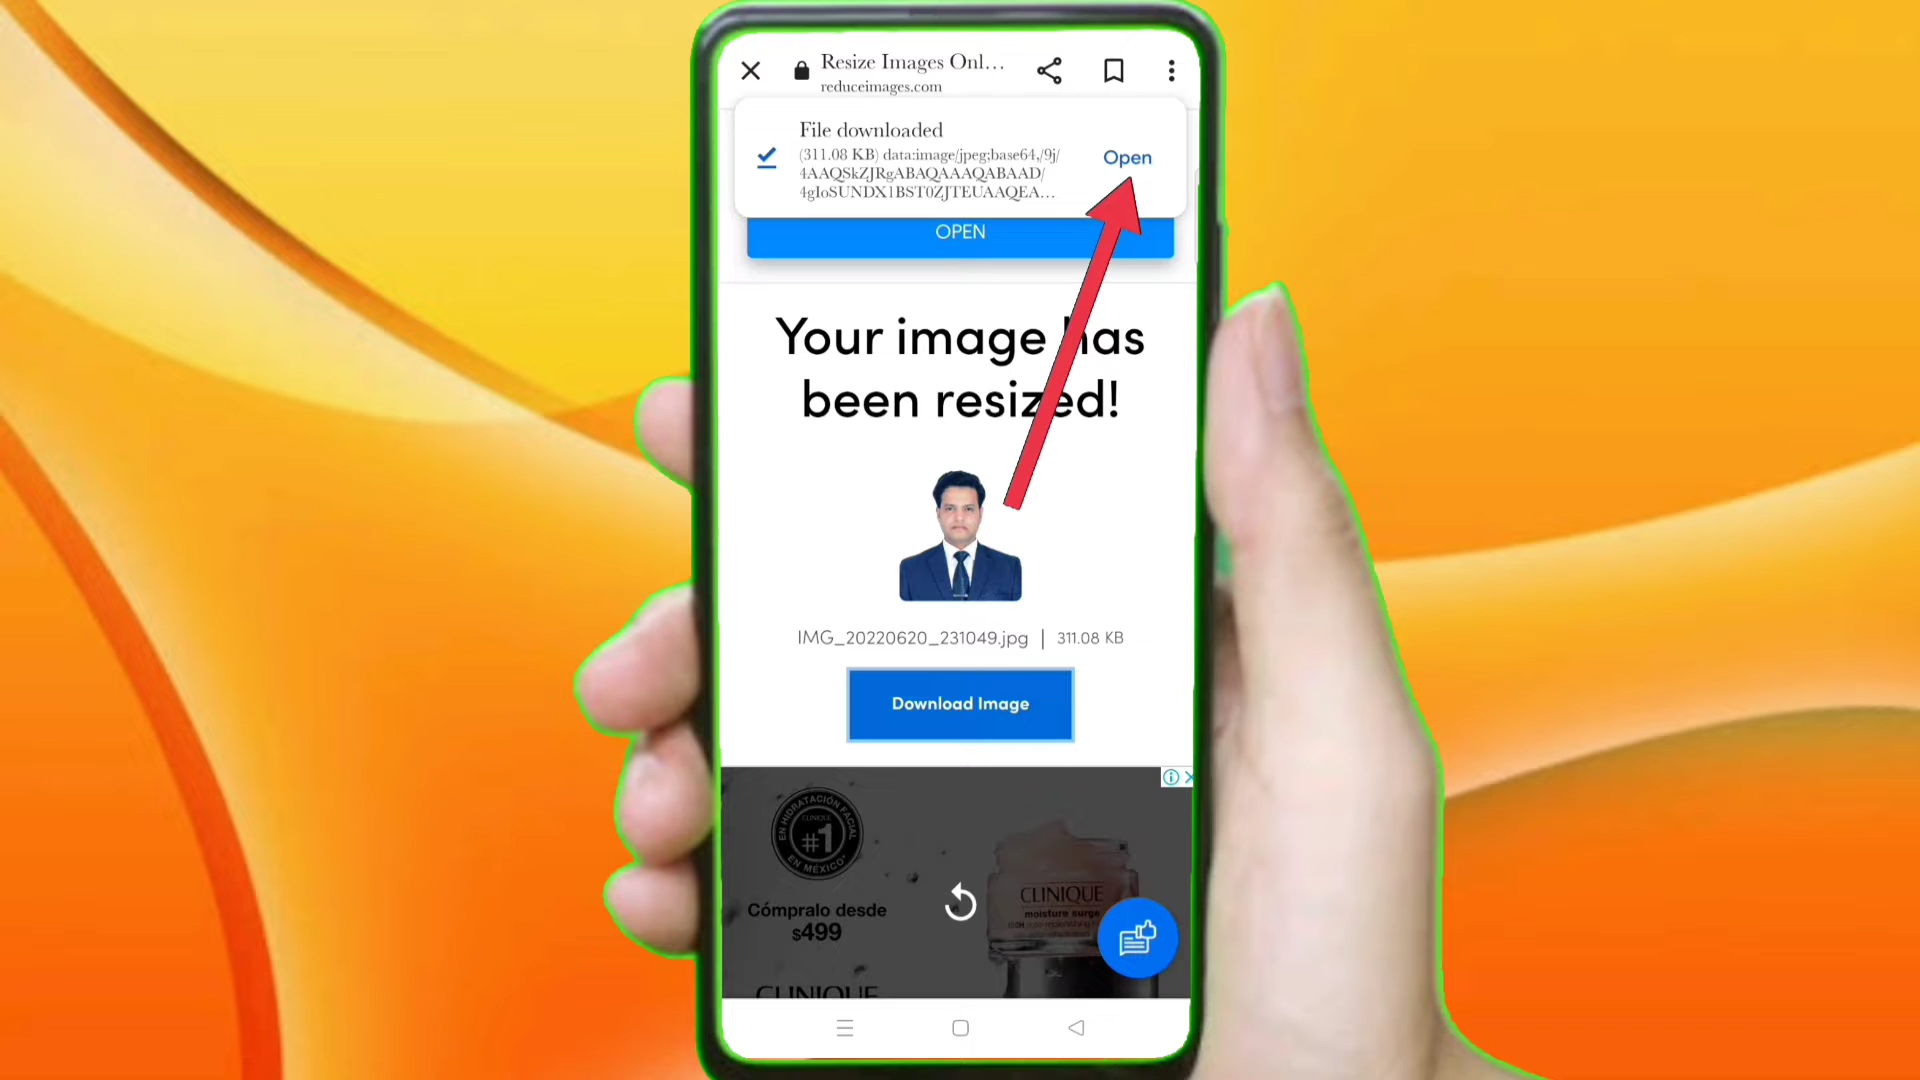 Resize Images Onl...
reduceimages.com
File downloaded
(311.08 KB) data:image/jpeg;base64,/9j/
4AAQSkZJRgABAQAAAQABAAD/
4gIoSUNDX1BST0ZJTEUAAQEA...
Open
OPEN
Your image has
been resized!
IMG_20220620_231049.jpg | 311.08 KB
Download Image
EN HIDRATACIÓN FACIAL
CLINIQUE
#1
EN MÉXICO*
Cómpralo desde
$499
CLINIQUE
moisture surge
CLINIQUE